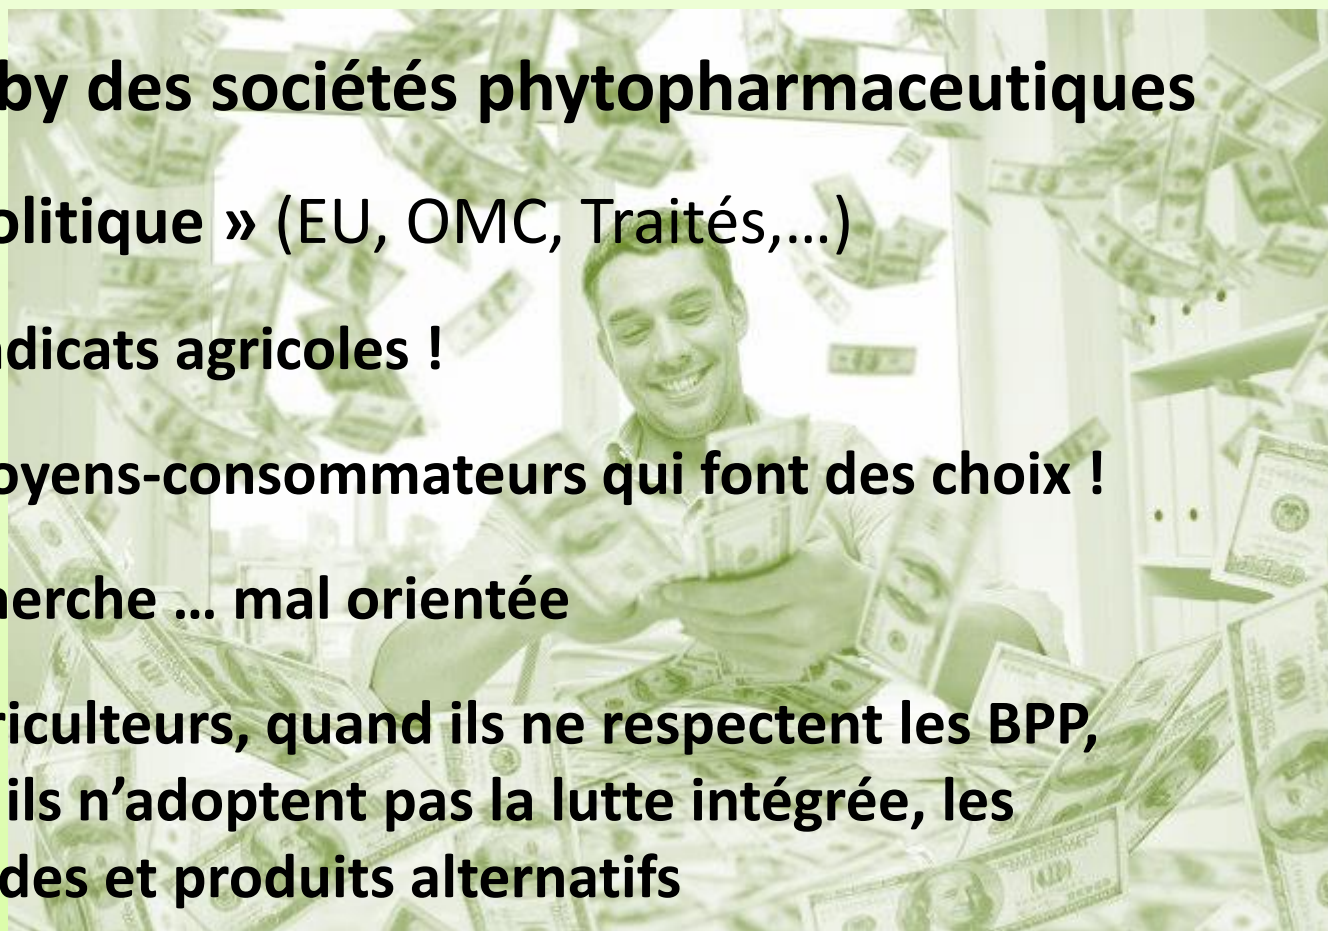 by des sociétés phytopharmaceutiques
olitique » (EU, OMC, Traités,…)
dicats agricoles !
oyens-consommateurs qui font des choix !
herche … mal orientée
riculteurs, quand ils ne respectent les BPP,
ils n’adoptent pas la lutte intégrée, les
des et produits alternatifs